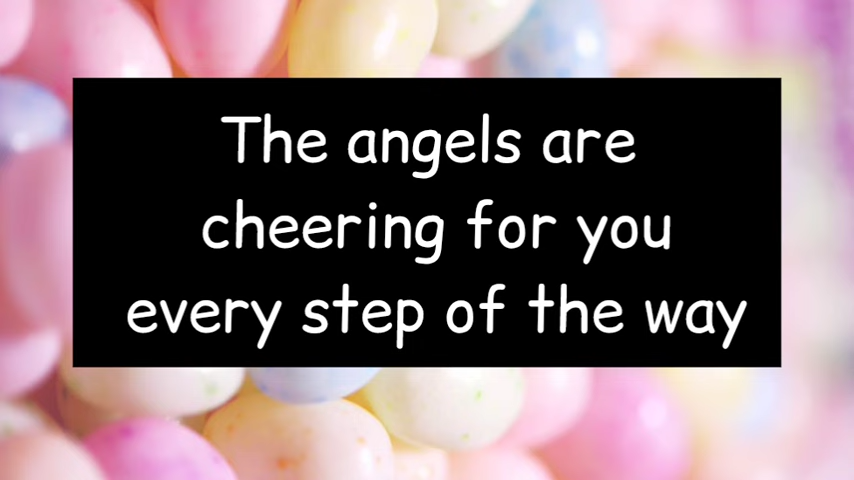 The angels are
cheering for you
every step of the way